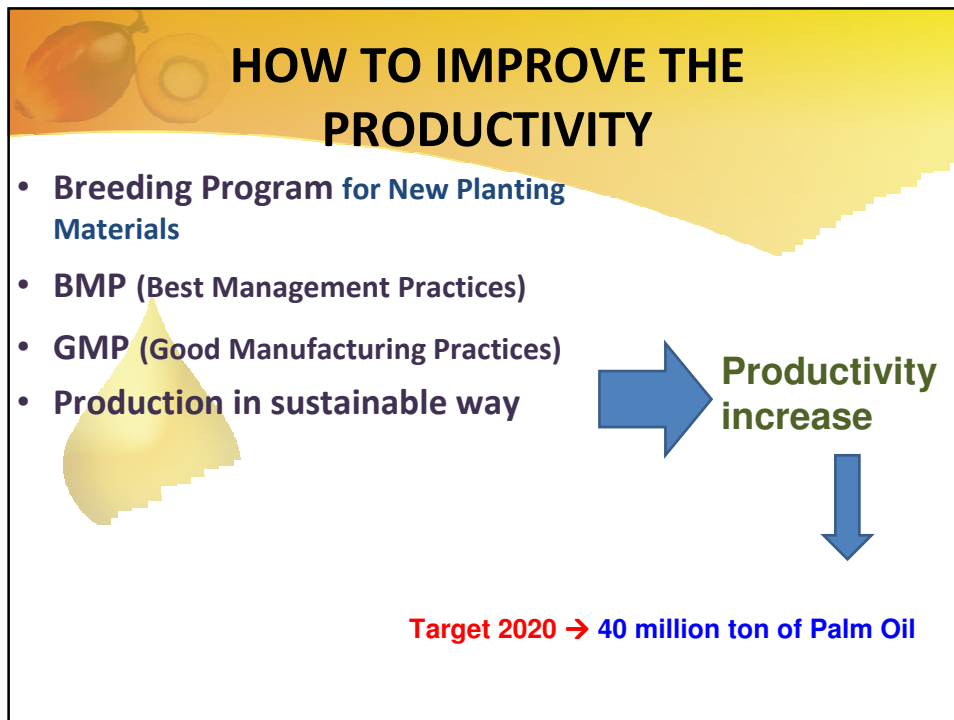 HOW TO IMPROVE THE
PRODUCTIVITY
• Breeding Program for New Planting
Materials
• BMP (Best Management Practices)
• GMP (Good Manufacturing Practices)
• Production in sustainable way
Productivity
increase
Target 2020 → 40 million ton of Palm Oil